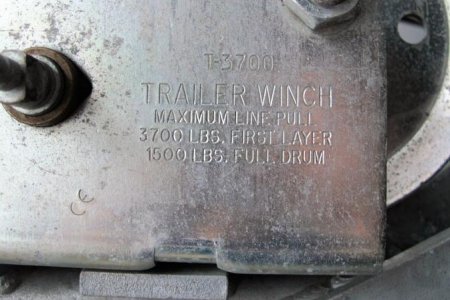 T-3700
TRAILER WINCH
MAXIMUM LINE PULL
3700 LBS. FIRST LAYER
1500 LBS. FULL DRUM